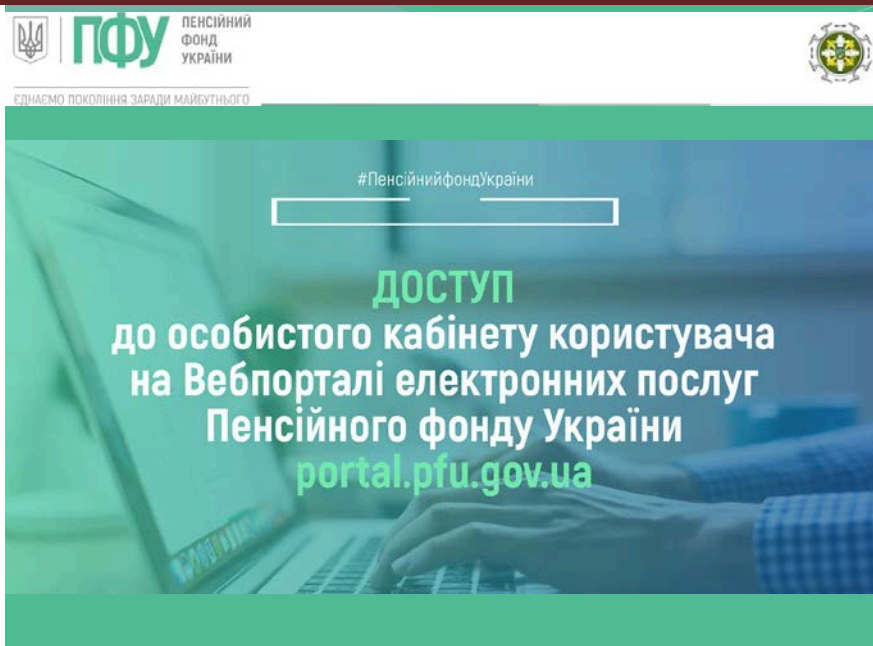 ПФУ
ПЕНСІЙНИЙ
ФОНД
УКРАЇНИ
ЄДНАЄМО ПОКОЛІННЯ ЗАРАДИ МАЙБУТНЬОГО
#ПенсійнийфондУкраїни
ДОСТУП
до особистого кабінету користувача
на Вебпорталі електронних послуг
Пенсійного фонду України
portal.pfu.gov.ua